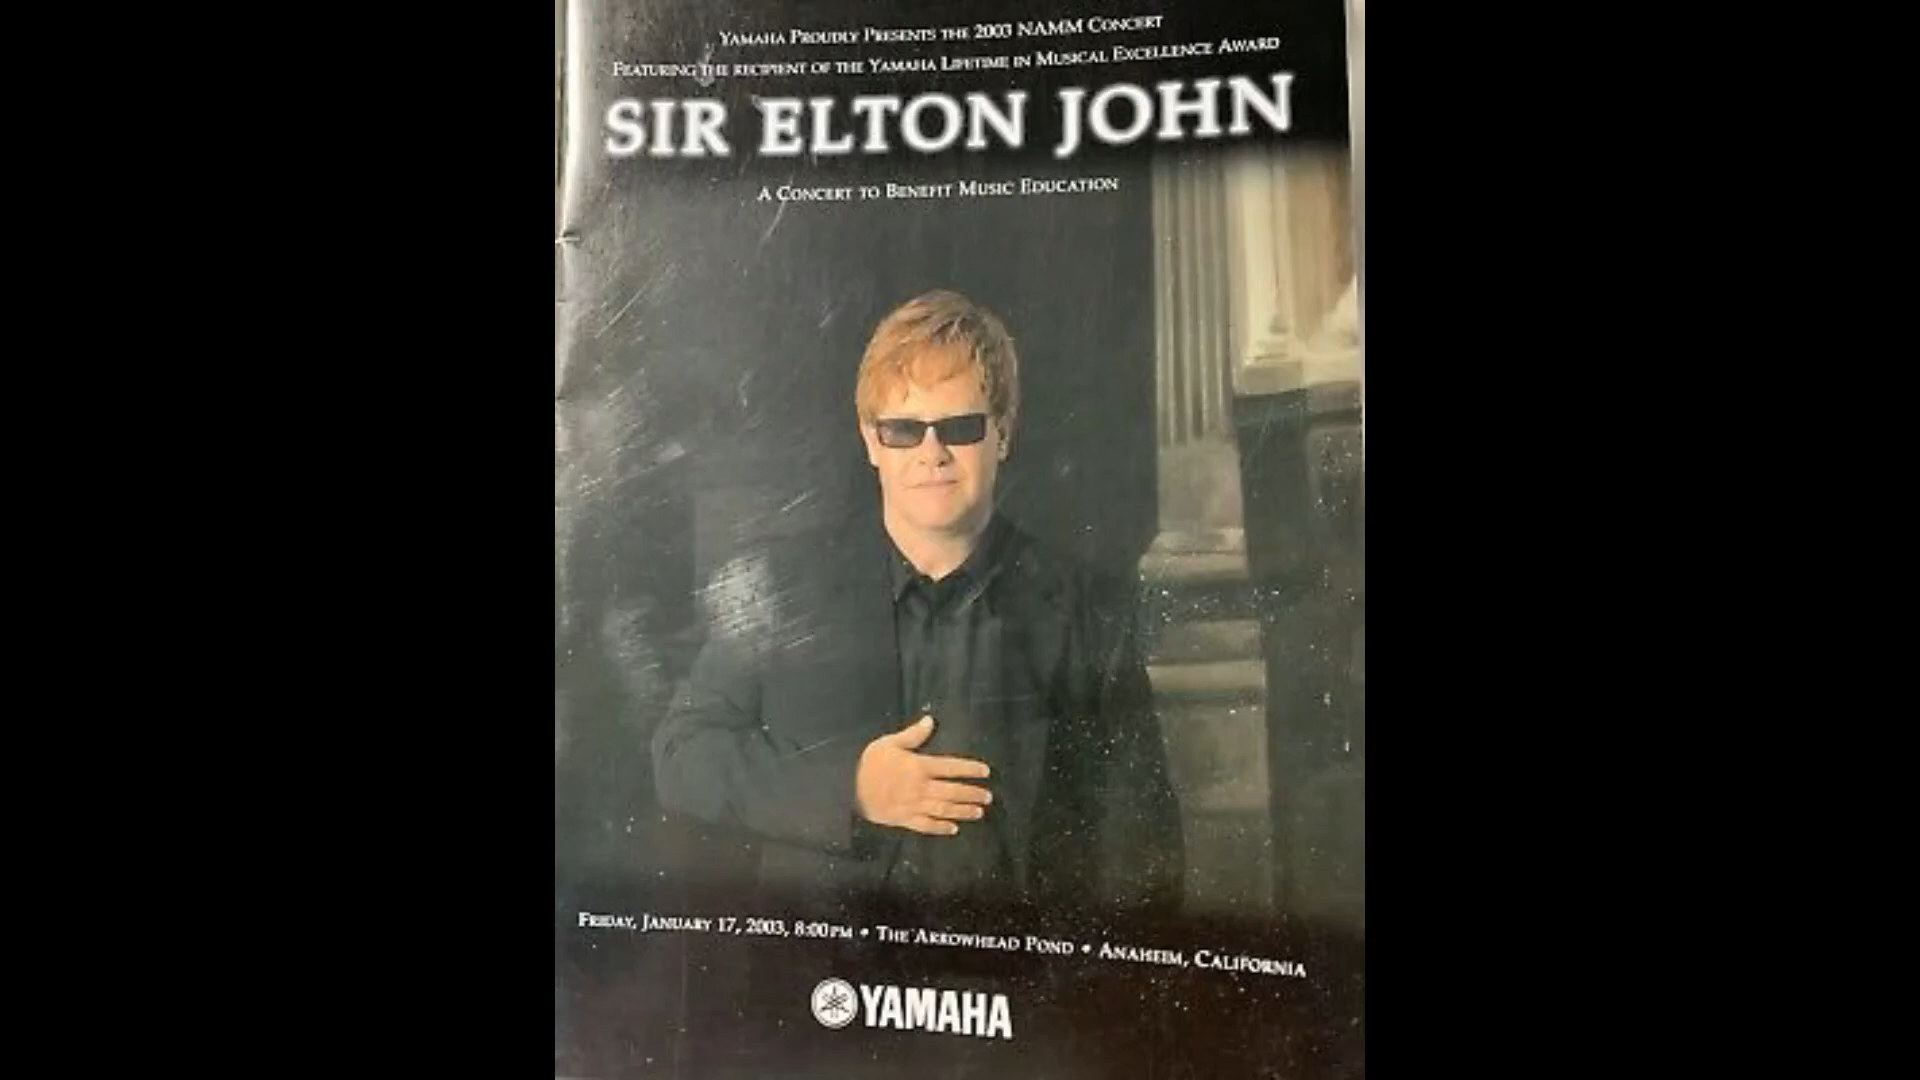 YAMAHA PROUDLY PRESENTS THE 2003 NAMM CONCERT
FEATURING THE RECIPIENT OF THE YAMAHA LIFETIME IN MUSICAL EXCELLENCE AWARD
SIR ELTON JOHN
A CONCERT TO BENEFIT MUSIC EDUCATION
FRIDAY, JANUARY 17, 2003, 8:00PM • THE ARROWHEAD POND • ANAHEIM, CALIFORNIA
YAMAHA